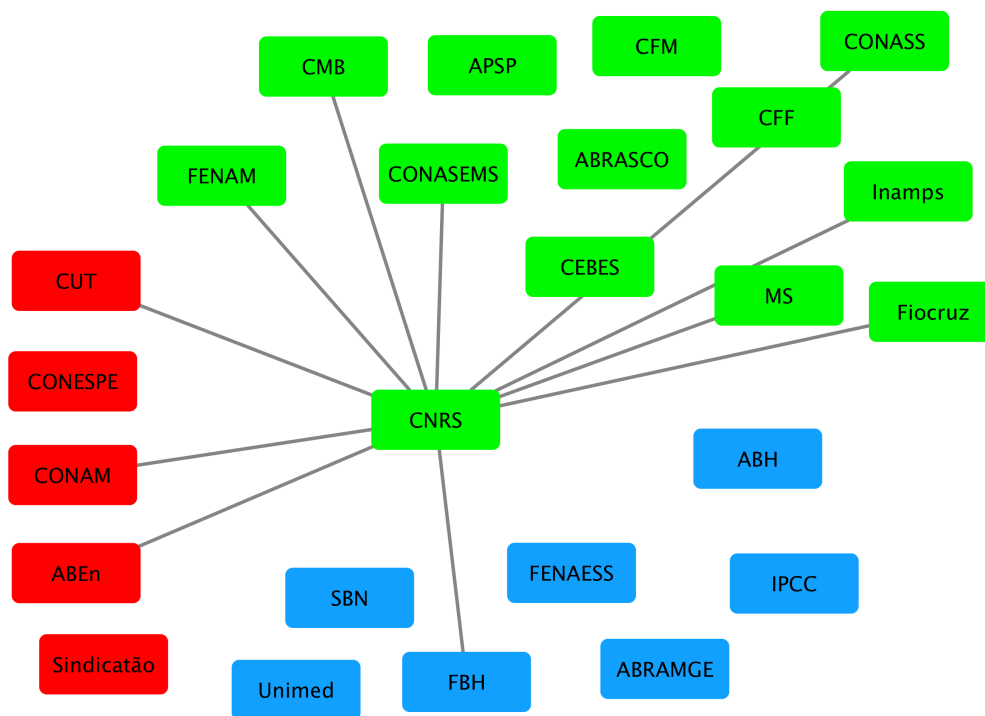 CONASS
CFM
CMB
APSP
CFF
ABRASCO
FENAM
CONASEMS
Inamps
CEBES
CUT
MS
Fiocruz
CONESPE
CNRS
ABH
CONAM
ABEn
FENAESS
IPCC
SBN
Sindicatão
ABRAMGE
FBH
Unimed